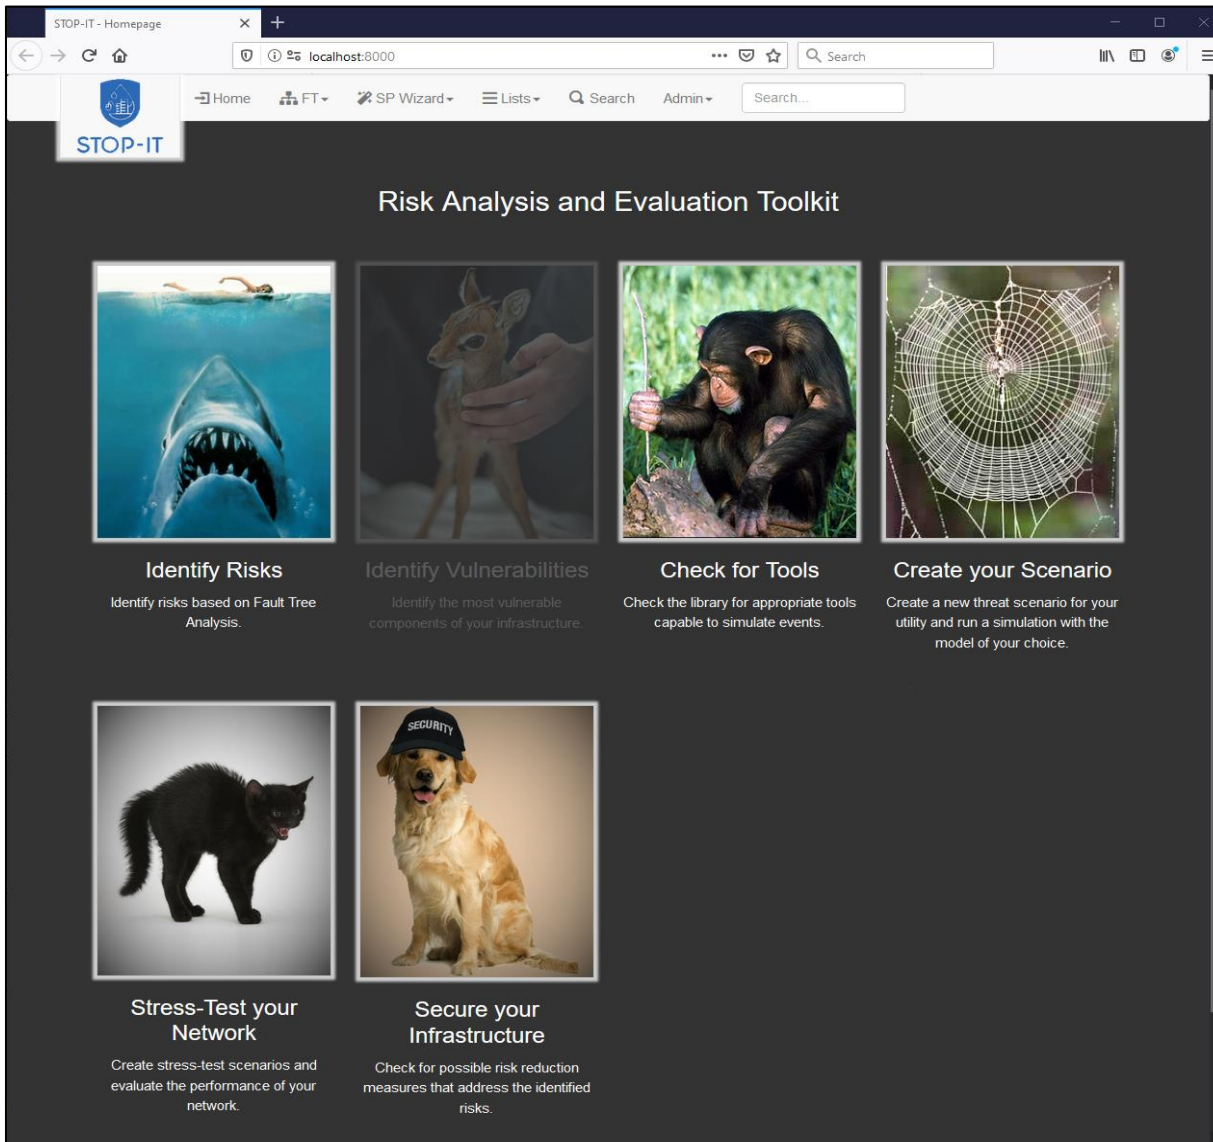 STOP-IT - Homepage
localhost:8000
Search
Home FT SP Wizard Lists Search Admin Search...
STOP-IT
Risk Analysis and Evaluation Toolkit
Identify Risks
Identify risks based on Fault Tree
Analysis.
Identify Vulnerabilities
Identify the most vulnerable
components of your infrastructure.
Check for Tools
Check the library for appropriate tools
capable to simulate events.
Create your Scenario
Create a new threat scenario for your
utility and run a simulation with the
model of your choice.
SECURITY
Stress-Test your
Network
Create stress-test scenarios and
evaluate the performance of your
network.
Secure your
Infrastructure
Check for possible risk reduction
measures that address the identified
risks.